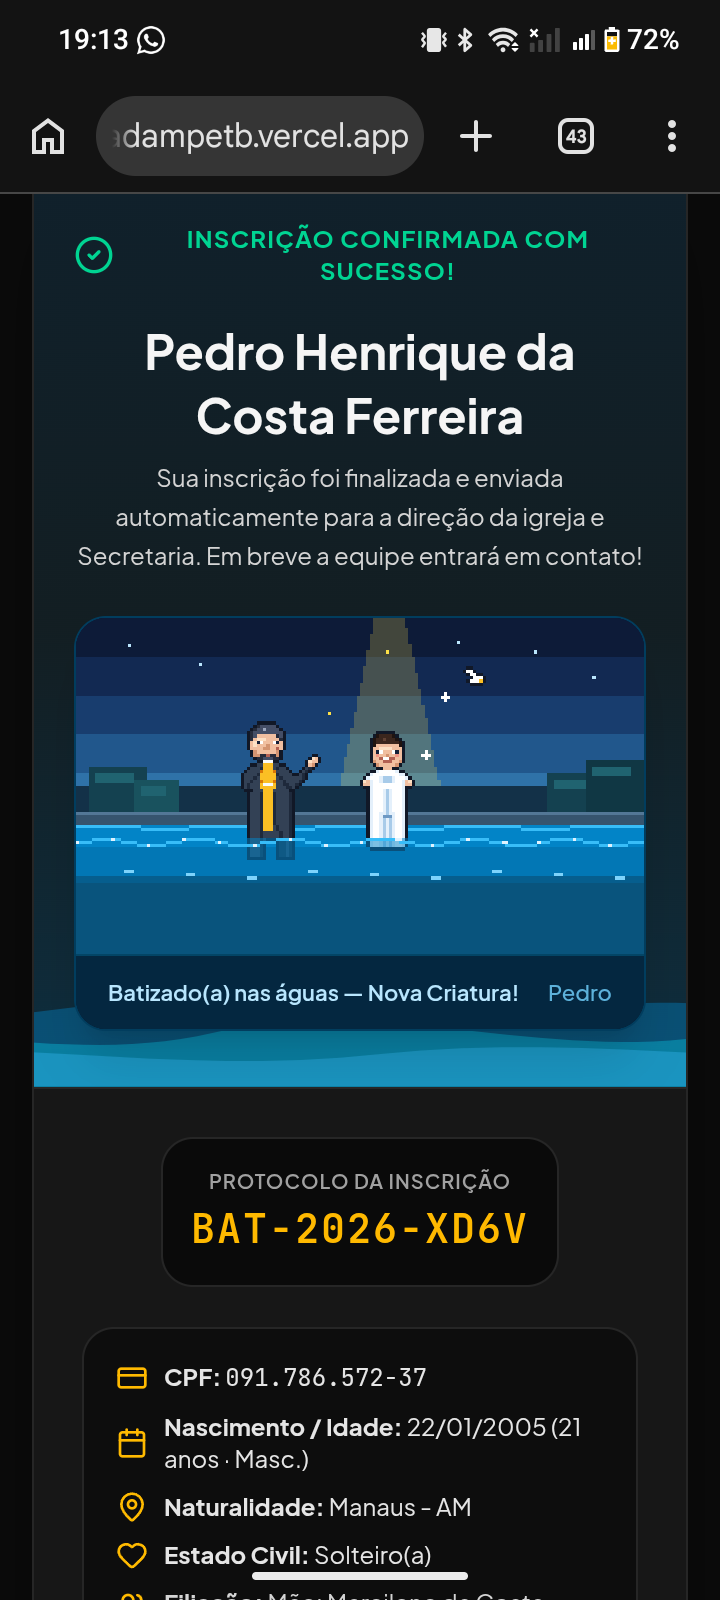 19:13
72%
dampetb.vercel.app
43
INSCRIÇÃO CONFIRMADA COM
SUCESSO!
Pedro Henrique da
Costa Ferreira
Sua inscrição foi finalizada e enviada
automaticamente para a direção da igreja e
Secretaria. Em breve a equipe entrará em contato!
Batizado(a) nas águas — Nova Criatura!
Pedro
PROTOCOLO DA INSCRIÇÃO
BAT-2026-XD6V
CPF: 091.786.572-37
Nascimento / Idade: 22/01/2005 (21
anos · Masc.)
Naturalidade: Manaus - AM
Estado Civil: Solteiro(a)